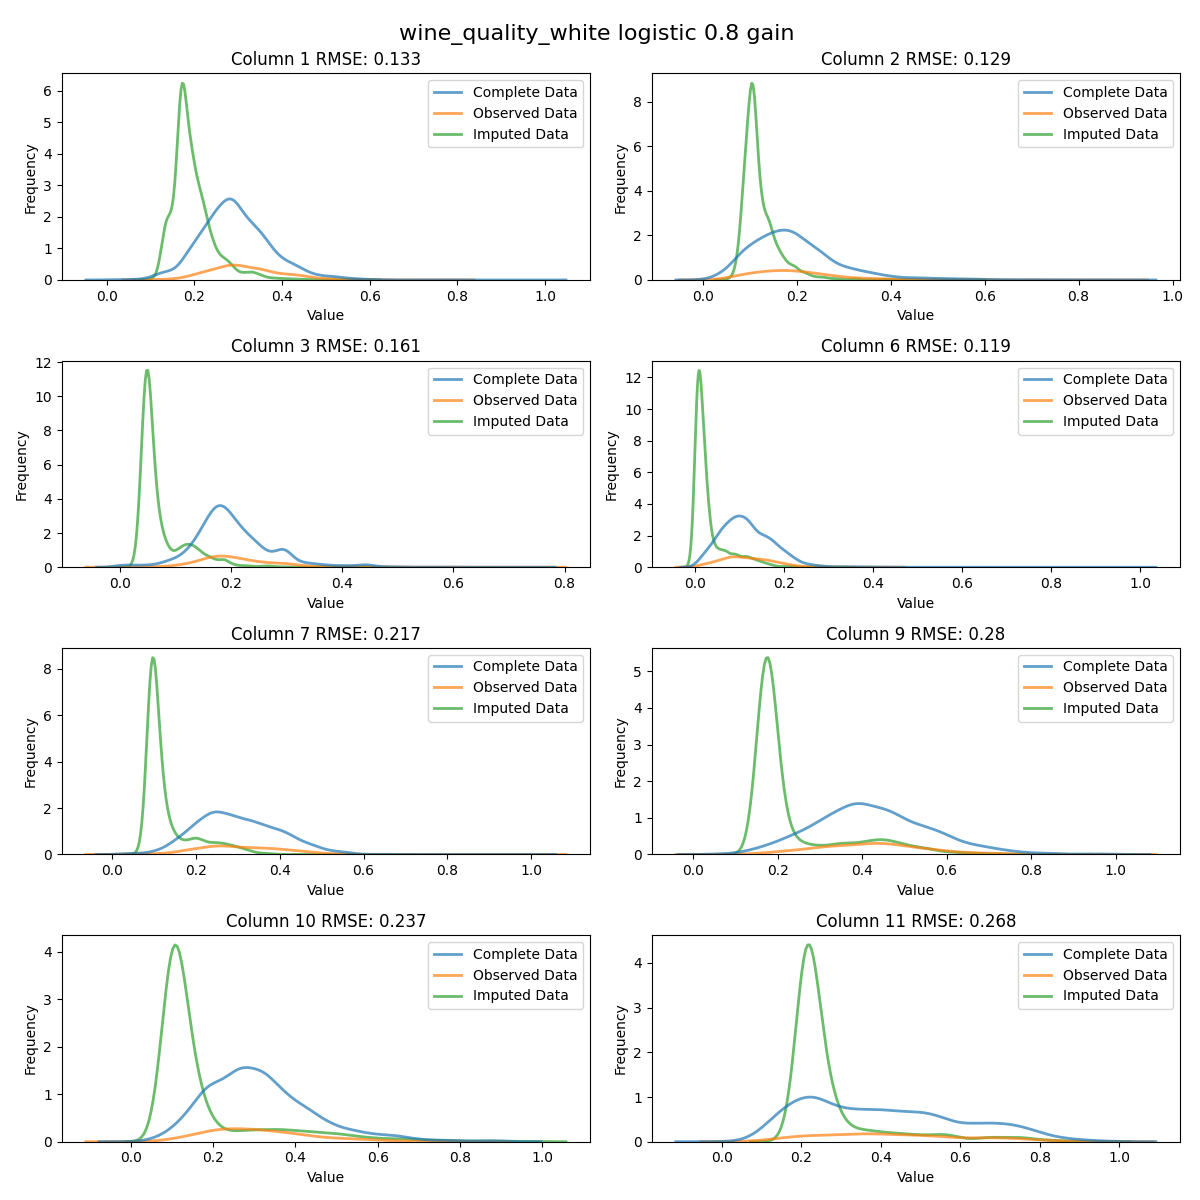 wine_quality_white logistic 0.8 gain
Column 1 RMSE: 0.133
Frequency
6
5
4
3
2
1
0
0.0 0.2 0.4 0.6 0.8 1.0
Value
Complete Data
Observed Data
Imputed Data
Column 2 RMSE: 0.129
Frequency
8
6
4
2
0
0.0 0.2 0.4 0.6 0.8 1.0
Value
Complete Data
Observed Data
Imputed Data
Column 3 RMSE: 0.161
Frequency
12
10
8
6
4
2
0
0.0 0.2 0.4 0.6 0.8
Value
Complete Data
Observed Data
Imputed Data
Column 6 RMSE: 0.119
Frequency
12
10
8
6
4
2
0
0.0 0.2 0.4 0.6 0.8 1.0
Value
Complete Data
Observed Data
Imputed Data
Column 7 RMSE: 0.217
Frequency
8
6
4
2
0
0.0 0.2 0.4 0.6 0.8 1.0
Value
Complete Data
Observed Data
Imputed Data
Column 9 RMSE: 0.28
Frequency
5
4
3
2
1
0
0.0 0.2 0.4 0.6 0.8 1.0
Value
Complete Data
Observed Data
Imputed Data
Column 10 RMSE: 0.237
Frequency
4
3
2
1
0
0.0 0.2 0.4 0.6 0.8 1.0
Value
Complete Data
Observed Data
Imputed Data
Column 11 RMSE: 0.268
Frequency
4
3
2
1
0
0.0 0.2 0.4 0.6 0.8 1.0
Value
Complete Data
Observed Data
Imputed Data